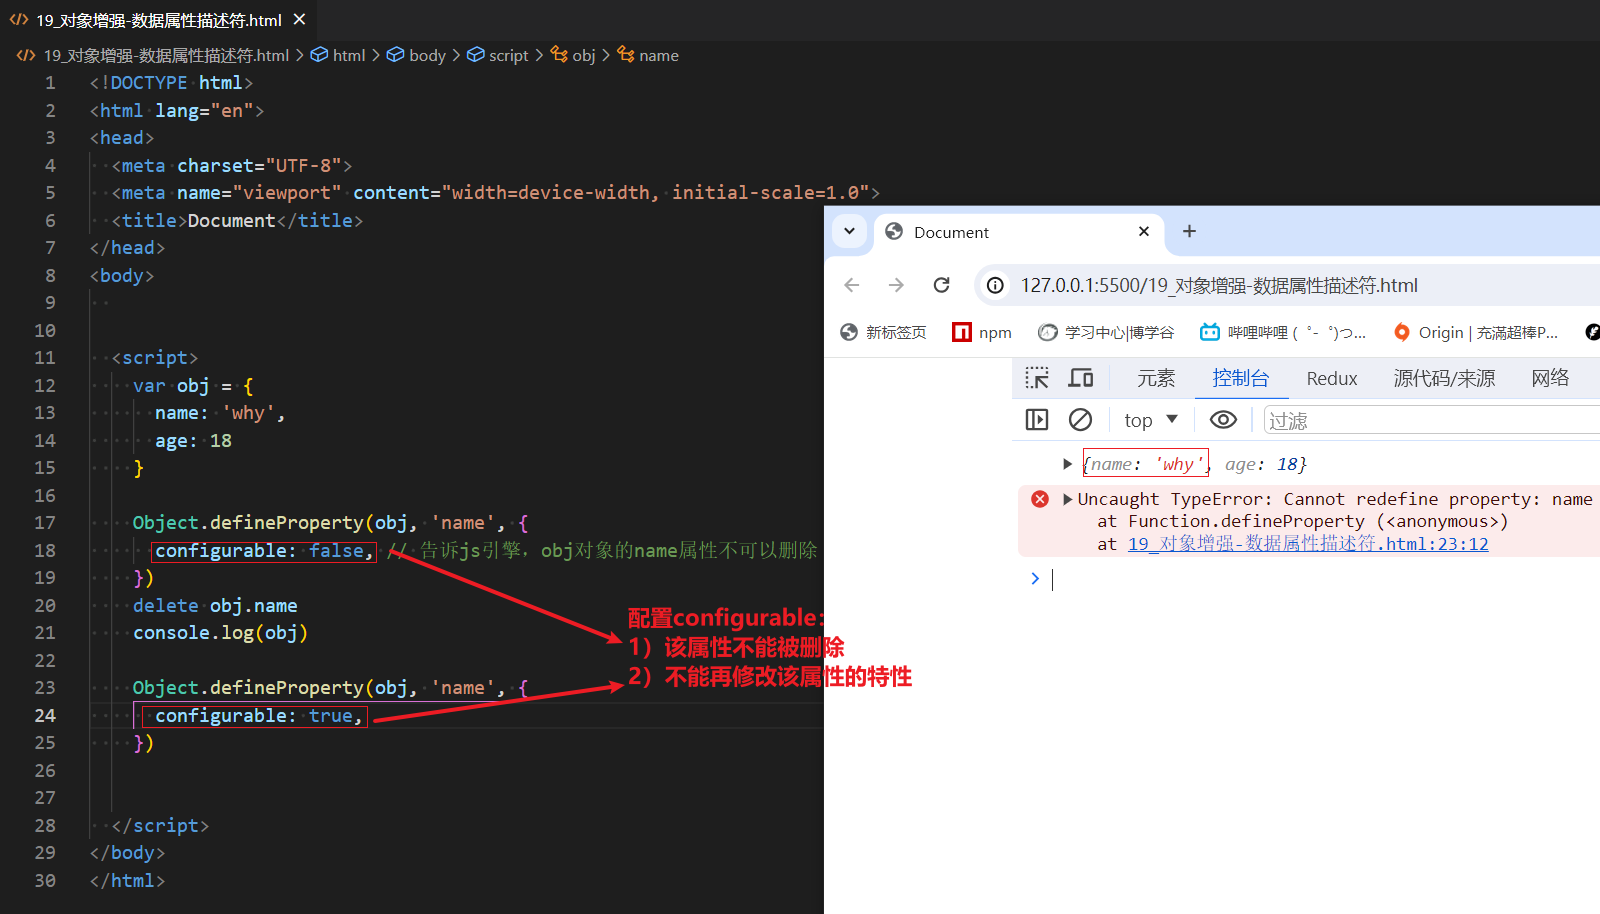 19_对象增强-数据属性描述符.html
19_对象增强-数据属性描述符.html > html > body > script > obj > name
1 <!DOCTYPE html>
2 <html lang="en">
3 <head>
4 <meta charset="UTF-8">
5 <meta name="viewport" content="width=device-width, initial-scale=1.0">
6 <title>Document</title>
7 </head>
8 <body>
9
10
11 <script>
12 var obj = {
13 name: 'why',
14 age: 18
15 }
16
17 Object.defineProperty(obj, 'name', {
18 configurable: false, // 告诉js引擎，obj对象的name属性不可以删除
19 })
20 delete obj.name
21 console.log(obj)
22
23 Object.defineProperty(obj, 'name', {
24 configurable: true,
25 })
26
27
28 </script>
29 </body>
30 </html>
配置configurable:
1）该属性不能被删除
2）不能再修改该属性的特性
Document
127.0.0.1:5500/19_对象增强-数据属性描述符.html
新标签页 npm 学习中心|博学谷 哔哩哔哩 ( ゜- ゜)つ... Origin | 充满超棒P...
元素 控制台 Redux 源代码/来源 网络
top 过滤
{name: 'why', age: 18}
Uncaught TypeError: Cannot redefine property: name
at Function.defineProperty (<anonymous>)
at 19_对象增强-数据属性描述符.html:23:12